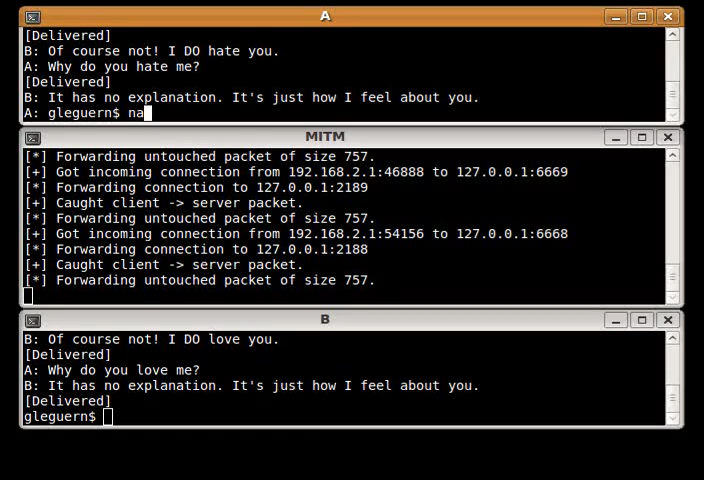 A
[Delivered]
B: Of course not! I DO hate you.
A: Why do you hate me?
[Delivered]
B: It has no explanation. It's just how I feel about you.
A: gleguern$ na
MITM
[*] Forwarding untouched packet of size 757.
[+] Got incoming connection from 192.168.2.1:46888 to 127.0.0.1:6669
[*] Forwarding connection to 127.0.0.1:2189
[+] Caught client -> server packet.
[*] Forwarding untouched packet of size 757.
[+] Got incoming connection from 192.168.2.1:54156 to 127.0.0.1:6668
[*] Forwarding connection to 127.0.0.1:2188
[+] Caught client -> server packet.
[*] Forwarding untouched packet of size 757.
B
B: Of course not! I DO love you.
[Delivered]
A: Why do you love me?
B: It has no explanation. It's just how I feel about you.
[Delivered]
gleguern$